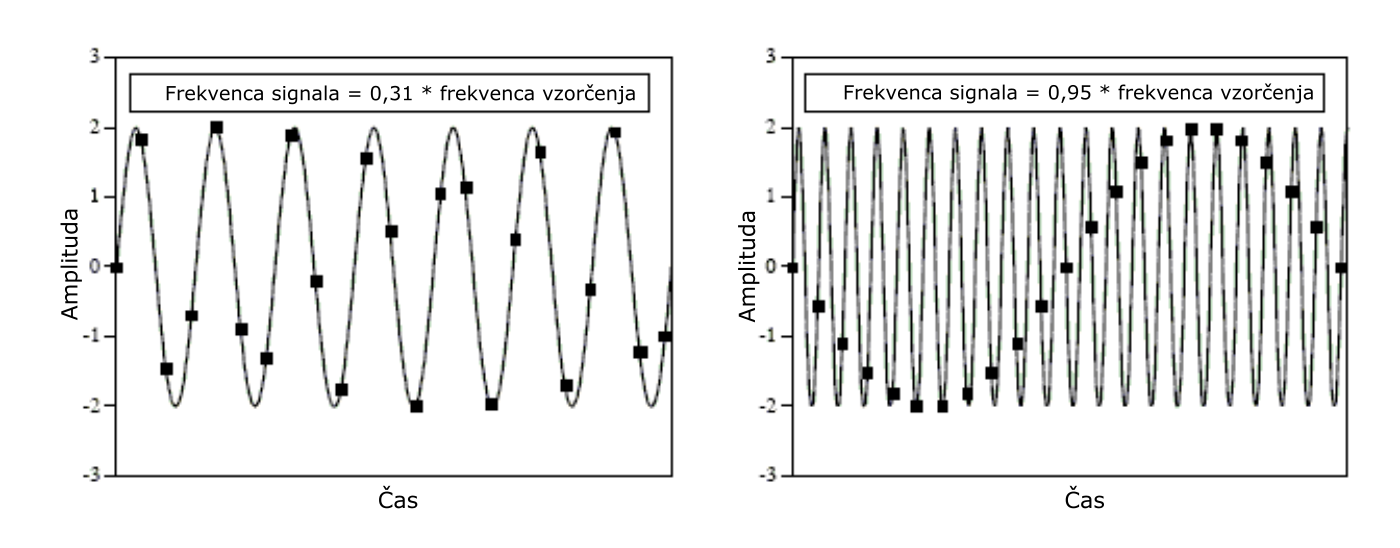 Frekvenca signala = 0,31 * frekvenca vzorčenja
3
2
1
0
-1
-2
-3
Amplituda
Čas
Frekvenca signala = 0,95 * frekvenca vzorčenja
3
2
1
0
-1
-2
-3
Amplituda
Čas